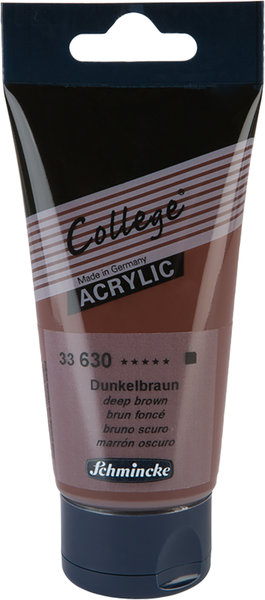 College®
Made in Germany
ACRYLIC
33 630 ★★★★★ ■
Dunkelbraun
deep brown
brun foncé
bruno scuro
marrón oscuro
Schmincke